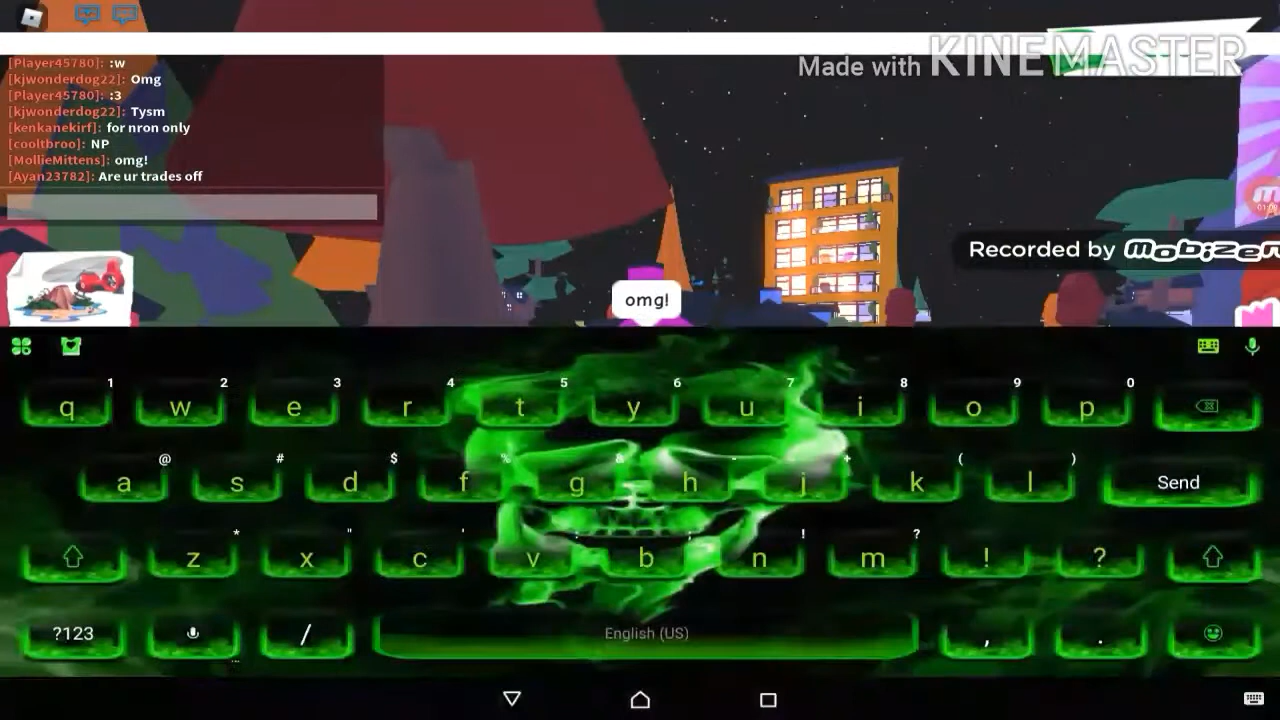 [Player45780]: :w
[kjwonderdog22]: Omg
[Player45780]: :3
[kjwonderdog22]: Tysm
[kenkanekirf]: for nron only
[cooltbroo]: NP
[MollieMittens]: omg!
[Ayan23782]: Are ur trades off
Made with KINEMASTER
Recorded by mobizen
omg!
1 2 3 4 5 6 7 8 9 0
q w e r t y u i o p
@ # $ % & - + ( )
a s d f g h j k l Send
* " ' : ; ! ?
z x c v b n m ! ?
?123 / English (US) , .